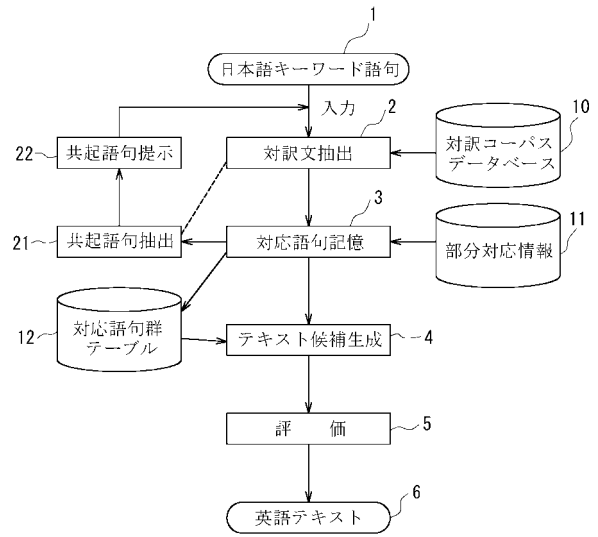 1
日本語キーワード語句
入力
2
10
22
共起語句提示
対訳文抽出
対訳コーパス
データベース
3
21
共起語句抽出
対応語句記憶
部分対応情報
11
12
対応語句群
テーブル
テキスト候補生成
4
評　価
5
6
英語テキスト